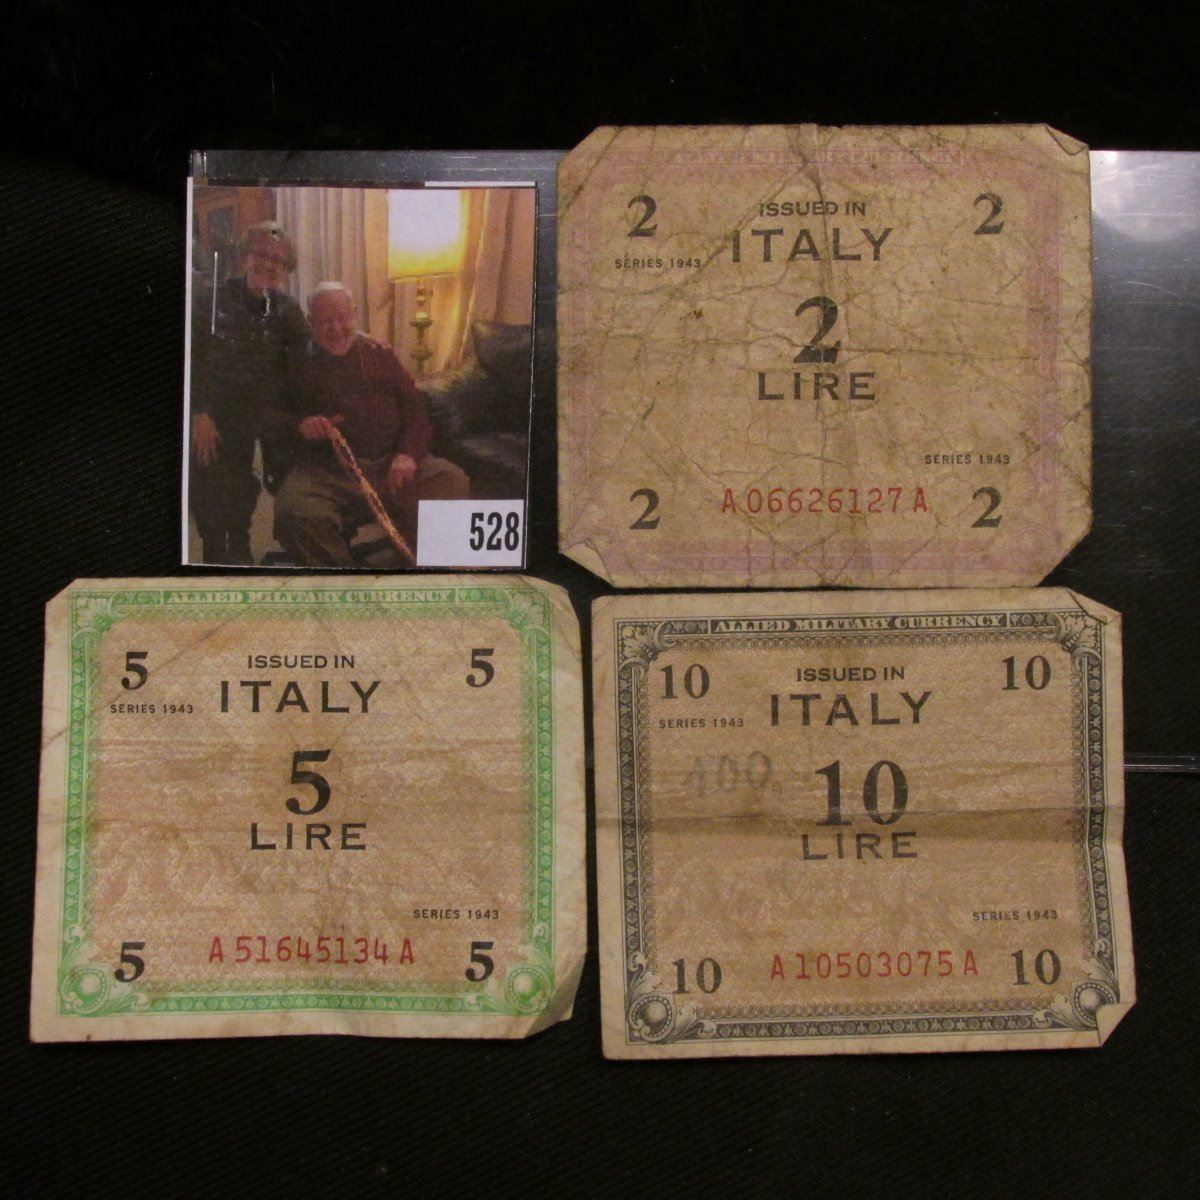 2 ISSUED IN 2
ITALY
SERIES 1943
2
LIRE
SERIES 1943
2 A 06626127 A 2
528
ALLIED MILITARY CURRENCY
5 ISSUED IN 5
ITALY
SERIES 1943
5
LIRE
SERIES 1943
5 A 51645134 A 5
ALLIED MILITARY CURRENCY
10 ISSUED IN 10
ITALY
SERIES 1943
100
10
LIRE
SERIES 1943
10 A 10503075 A 10